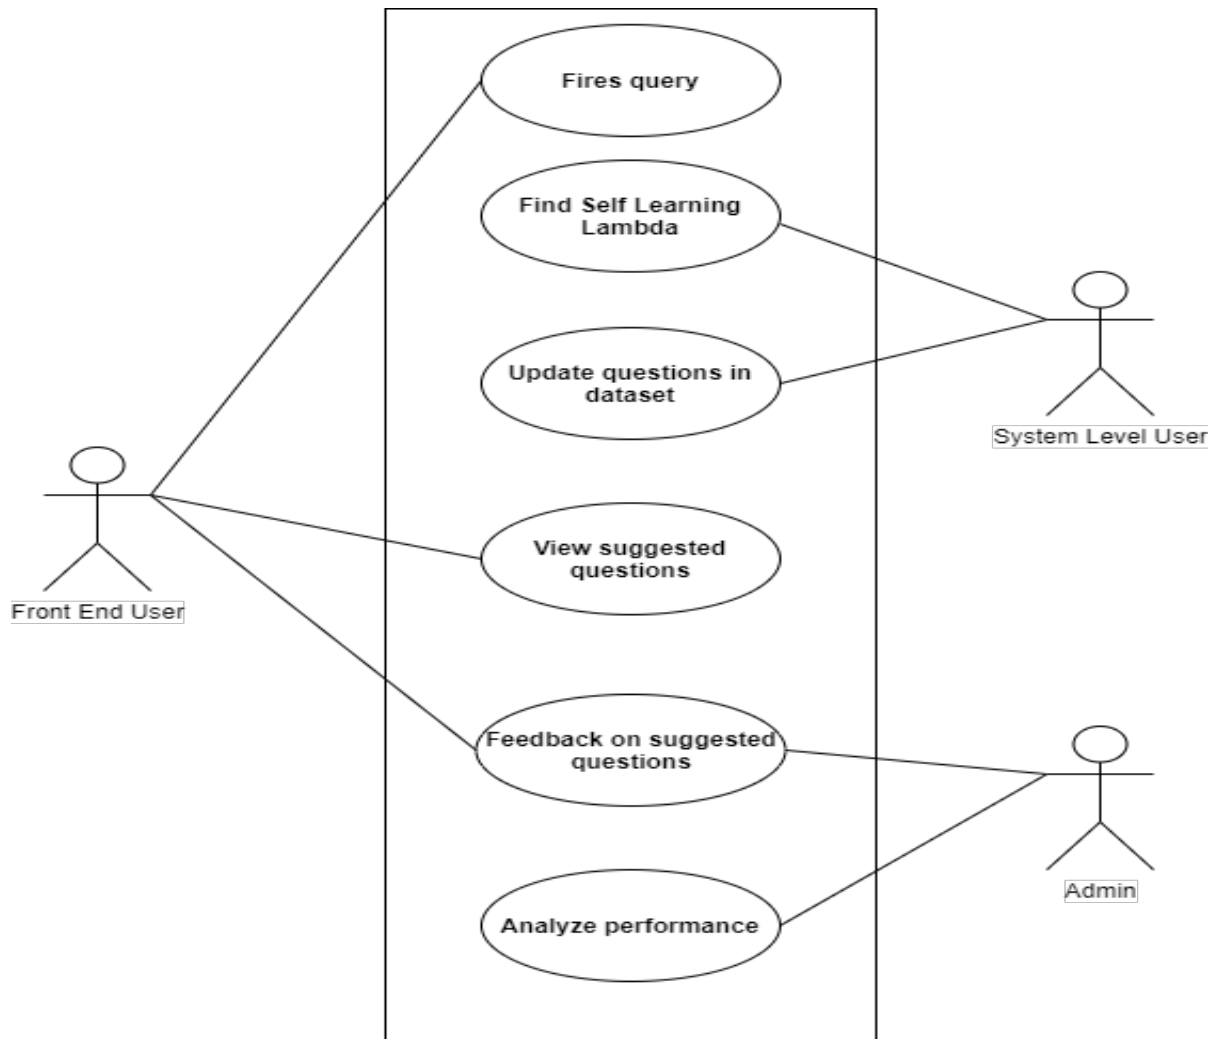 Fires query
Find Self Learning
Lambda
Update questions in
dataset
System Level User
View suggested
questions
Front End User
Feedback on suggested
questions
Admin
Analyze performance